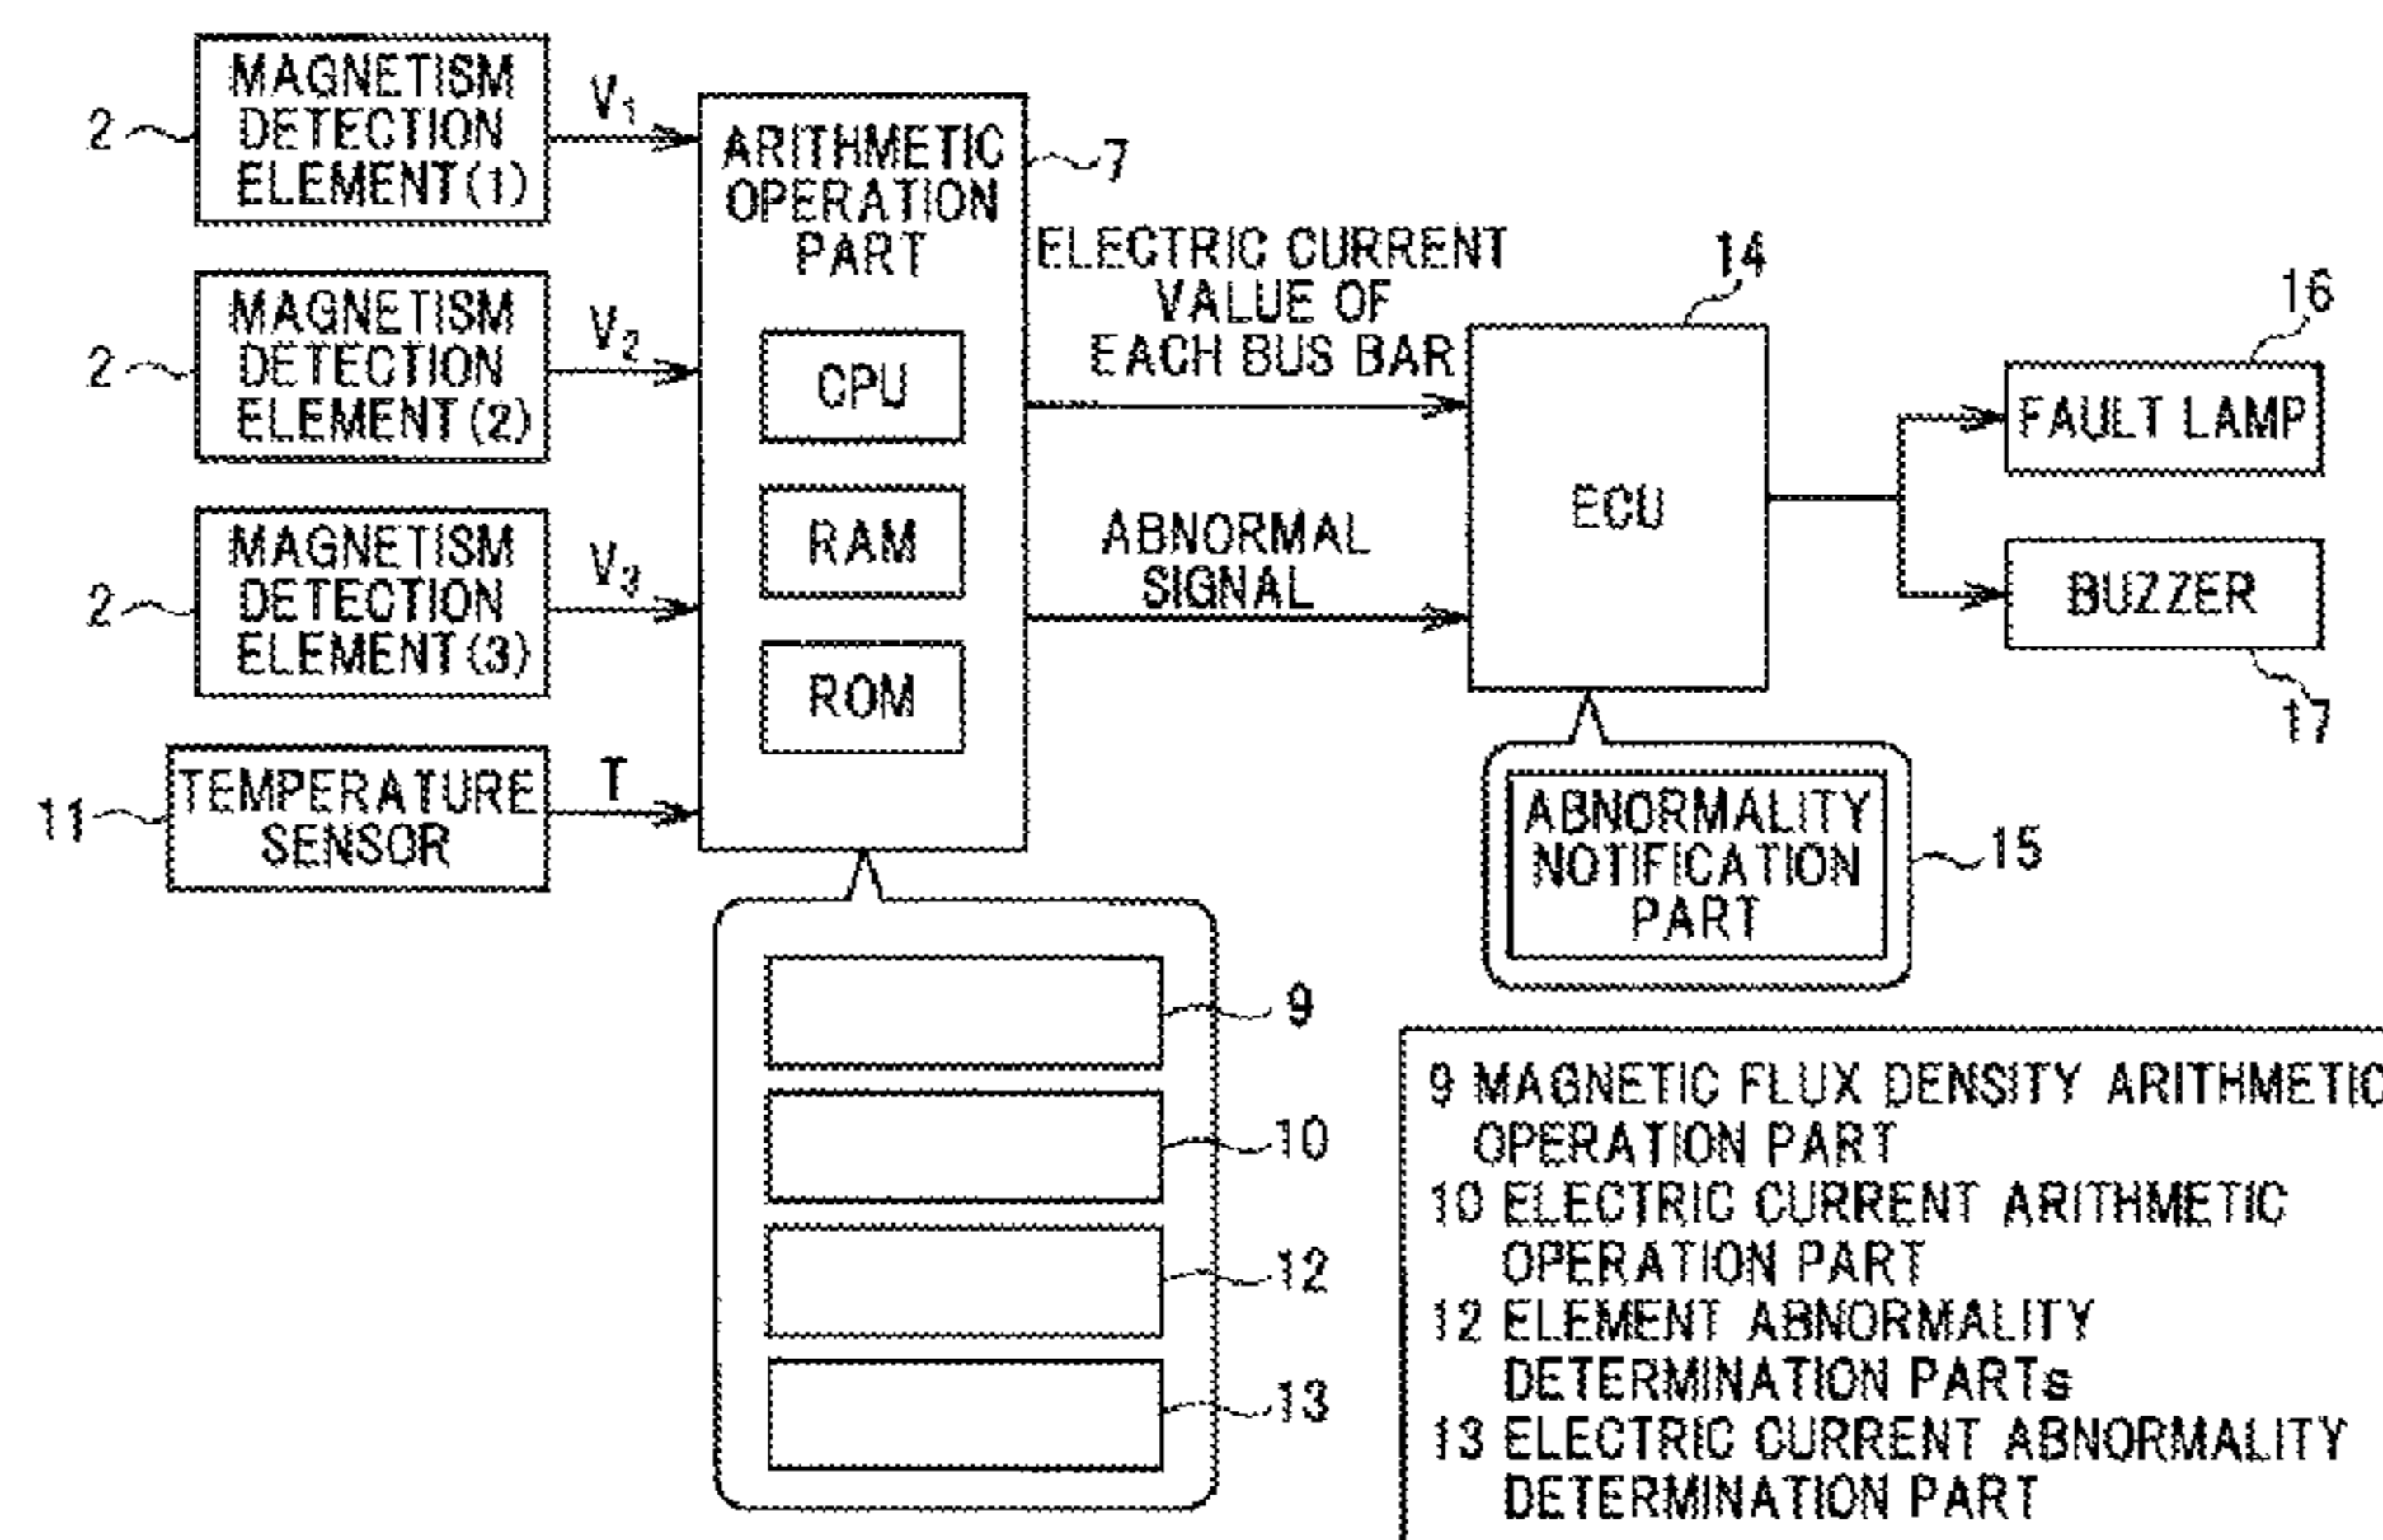 MAGNETISM
DETECTION
ELEMENT(1)
2
V₁
MAGNETISM
DETECTION
ELEMENT(2)
2
V₂
MAGNETISM
DETECTION
ELEMENT(3)
2
V₃
TEMPERATURE
SENSOR
11
T
ARITHMETIC
OPERATION
PART
7
CPU
RAM
ROM
ELECTRIC CURRENT
VALUE OF
EACH BUS BAR
ABNORMAL
SIGNAL
14
ECU
16
FAULT LAMP
BUZZER
17
ABNORMALITY
NOTIFICATION
PART
15
9
10
12
13
9 MAGNETIC FLUX DENSITY ARITHMETIC
OPERATION PART
10 ELECTRIC CURRENT ARITHMETIC
OPERATION PART
12 ELEMENT ABNORMALITY
DETERMINATION PARTs
13 ELECTRIC CURRENT ABNORMALITY
DETERMINATION PART